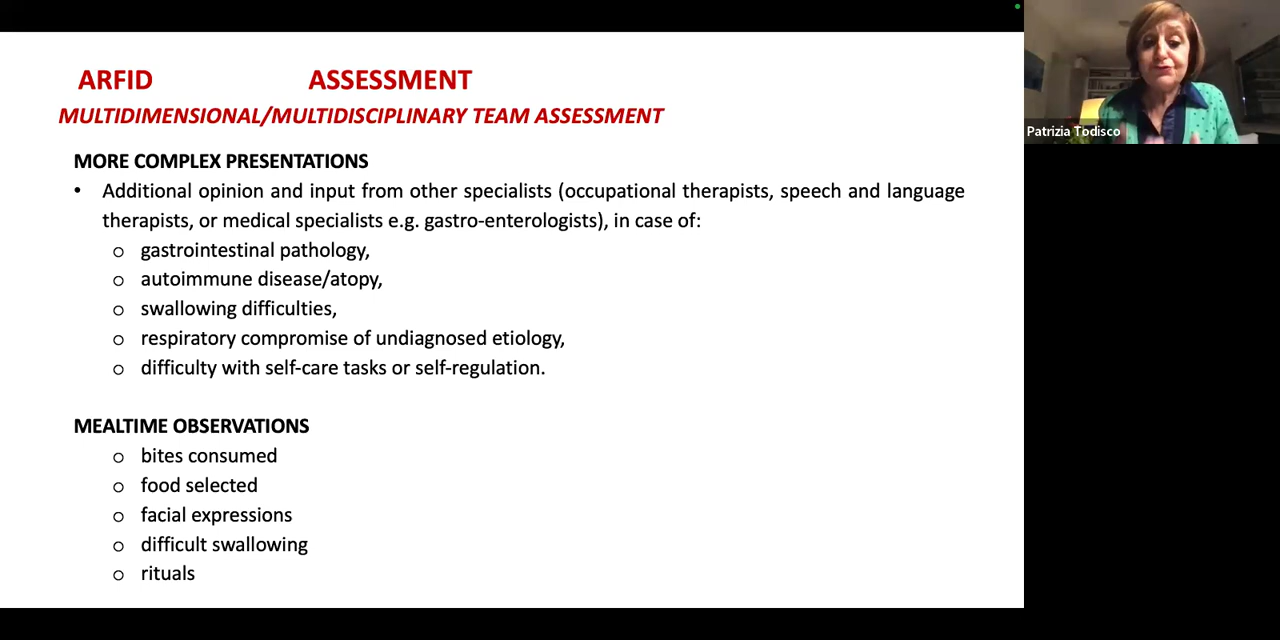 ARFID ASSESSMENT
MULTIDIMENSIONAL/MULTIDISCIPLINARY TEAM ASSESSMENT
MORE COMPLEX PRESENTATIONS
• Additional opinion and input from other specialists (occupational therapists, speech and language
therapists, or medical specialists e.g. gastro-enterologists), in case of:
o gastrointestinal pathology,
o autoimmune disease/atopy,
o swallowing difficulties,
o respiratory compromise of undiagnosed etiology,
o difficulty with self-care tasks or self-regulation.
MEALTIME OBSERVATIONS
o bites consumed
o food selected
o facial expressions
o difficult swallowing
o rituals
Patrizia Todisco